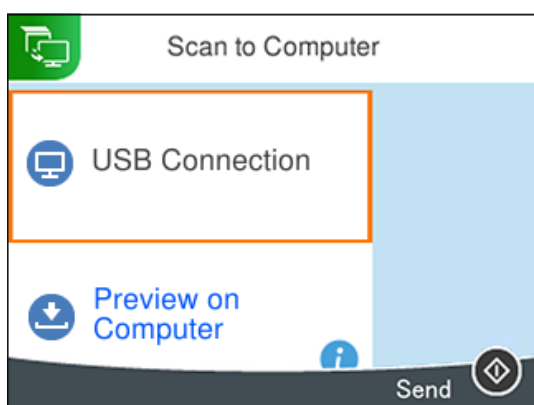 Scan to Computer
USB Connection
Preview on
Computer
i
Send